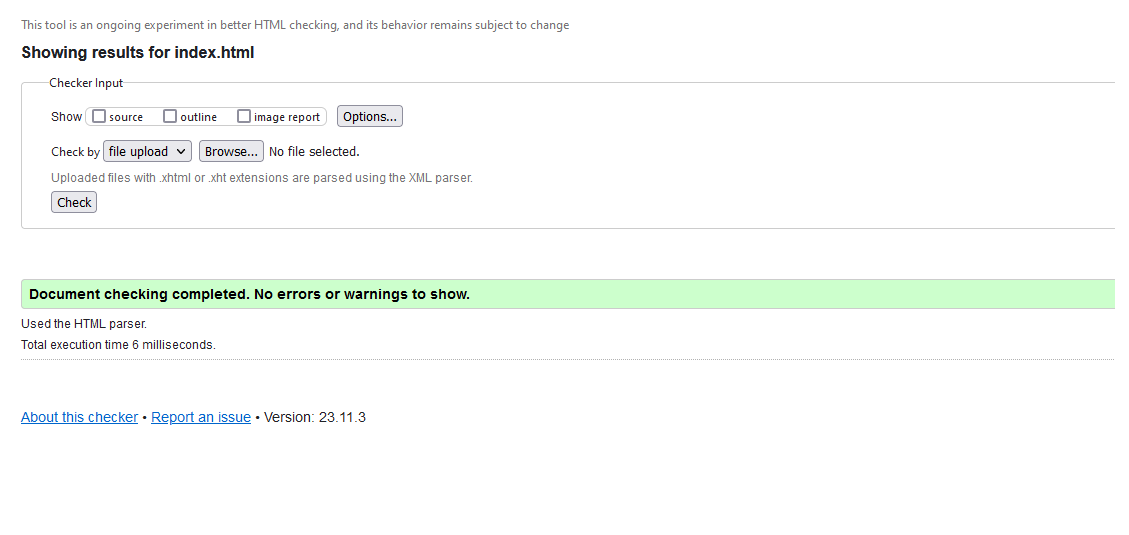 This tool is an ongoing experiment in better HTML checking, and its behavior remains subject to change
Showing results for index.html
Checker Input
Show source outline image report Options...
Check by file upload Browse... No file selected.
Uploaded files with .xhtml or .xht extensions are parsed using the XML parser.
Check
Document checking completed. No errors or warnings to show.
Used the HTML parser.
Total execution time 6 milliseconds.
About this checker • Report an issue • Version: 23.11.3